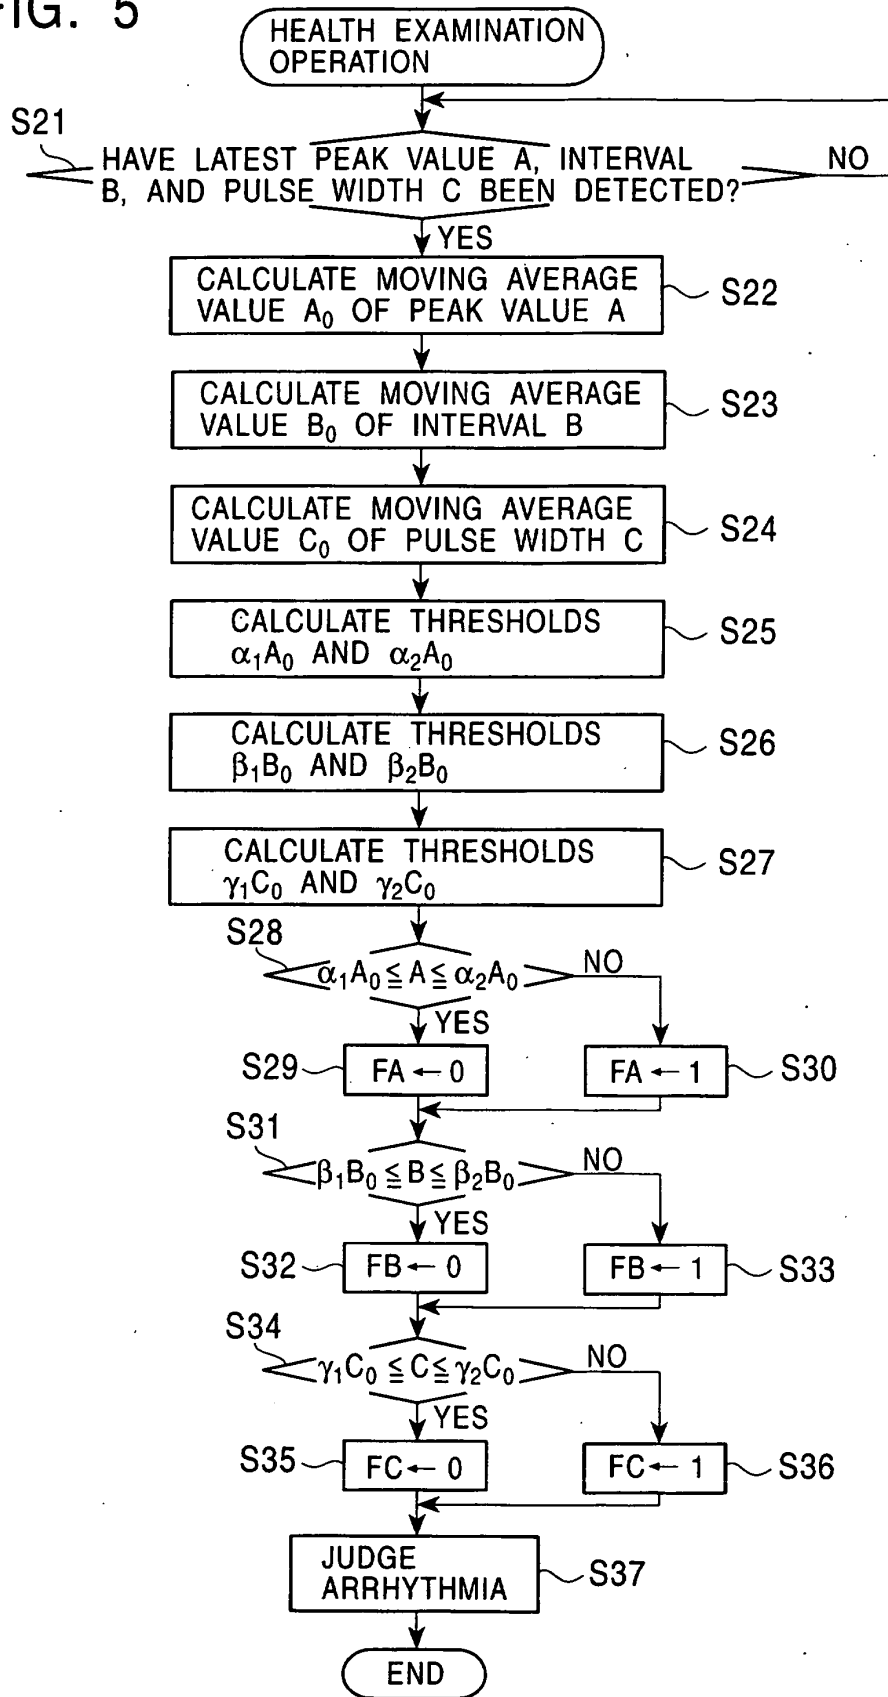 FIG. 5
HEALTH EXAMINATION
OPERATION
S21
HAVE LATEST PEAK VALUE A, INTERVAL
B, AND PULSE WIDTH C BEEN DETECTED?
NO
YES
CALCULATE MOVING AVERAGE
VALUE A₀ OF PEAK VALUE A
S22
CALCULATE MOVING AVERAGE
VALUE B₀ OF INTERVAL B
S23
CALCULATE MOVING AVERAGE
VALUE C₀ OF PULSE WIDTH C
S24
CALCULATE THRESHOLDS
α₁A₀ AND α₂A₀
S25
CALCULATE THRESHOLDS
β₁B₀ AND β₂B₀
S26
CALCULATE THRESHOLDS
γ₁C₀ AND γ₂C₀
S27
S28
α₁A₀ ≦ A ≦ α₂A₀
NO
YES
S29
FA ← 0
FA ← 1
S30
S31
β₁B₀ ≦ B ≦ β₂B₀
NO
YES
S32
FB ← 0
FB ← 1
S33
S34
γ₁C₀ ≦ C ≦ γ₂C₀
NO
YES
S35
FC ← 0
FC ← 1
S36
JUDGE
ARRHYTHMIA
S37
END